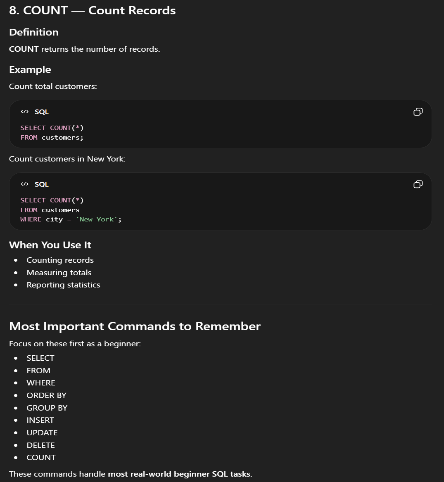 8. COUNT — Count Records
Definition
COUNT returns the number of records.
Example
Count total customers:
</> SQL
SELECT COUNT(*)
FROM customers;
Count customers in New York:
</> SQL
SELECT COUNT(*)
FROM customers
WHERE city = 'New York';
When You Use It
• Counting records
• Measuring totals
• Reporting statistics
Most Important Commands to Remember
Focus on these first as a beginner:
• SELECT
• FROM
• WHERE
• ORDER BY
• GROUP BY
• INSERT
• UPDATE
• DELETE
• COUNT
These commands handle most real-world beginner SQL tasks.